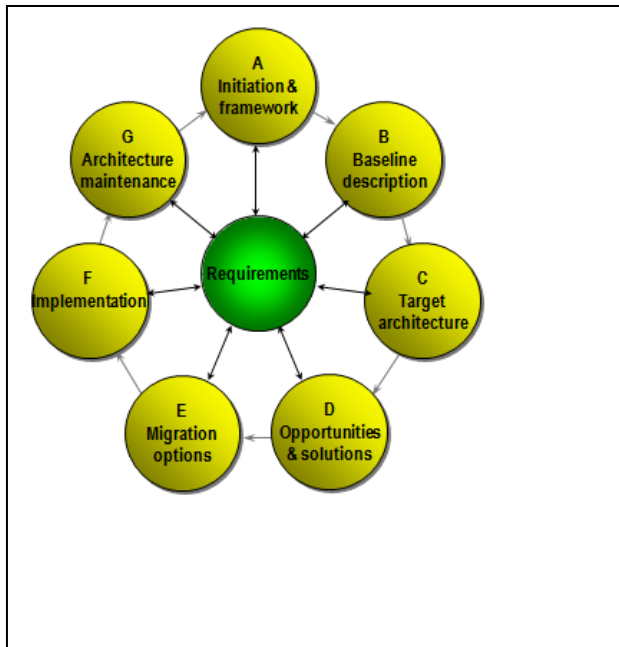 A
Initiation &
framework
B
Baseline
description
C
Target
architecture
D
Opportunities
& solutions
E
Migration
options
F
Implementation
G
Architecture
maintenance
Requirements